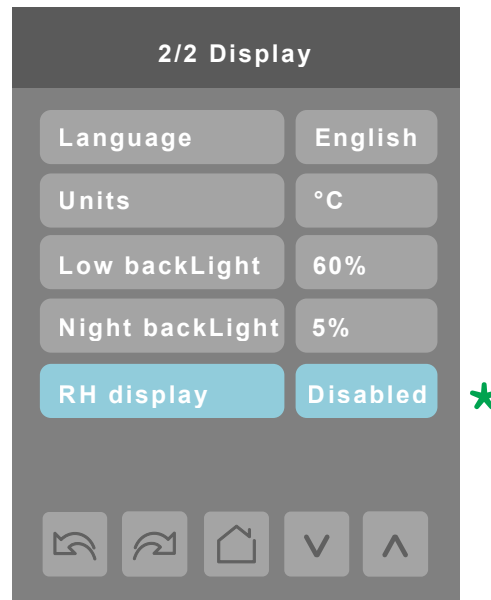 2/2 Display
Language English
Units °C
Low backLight 60%
Night backLight 5%
RH display Disabled